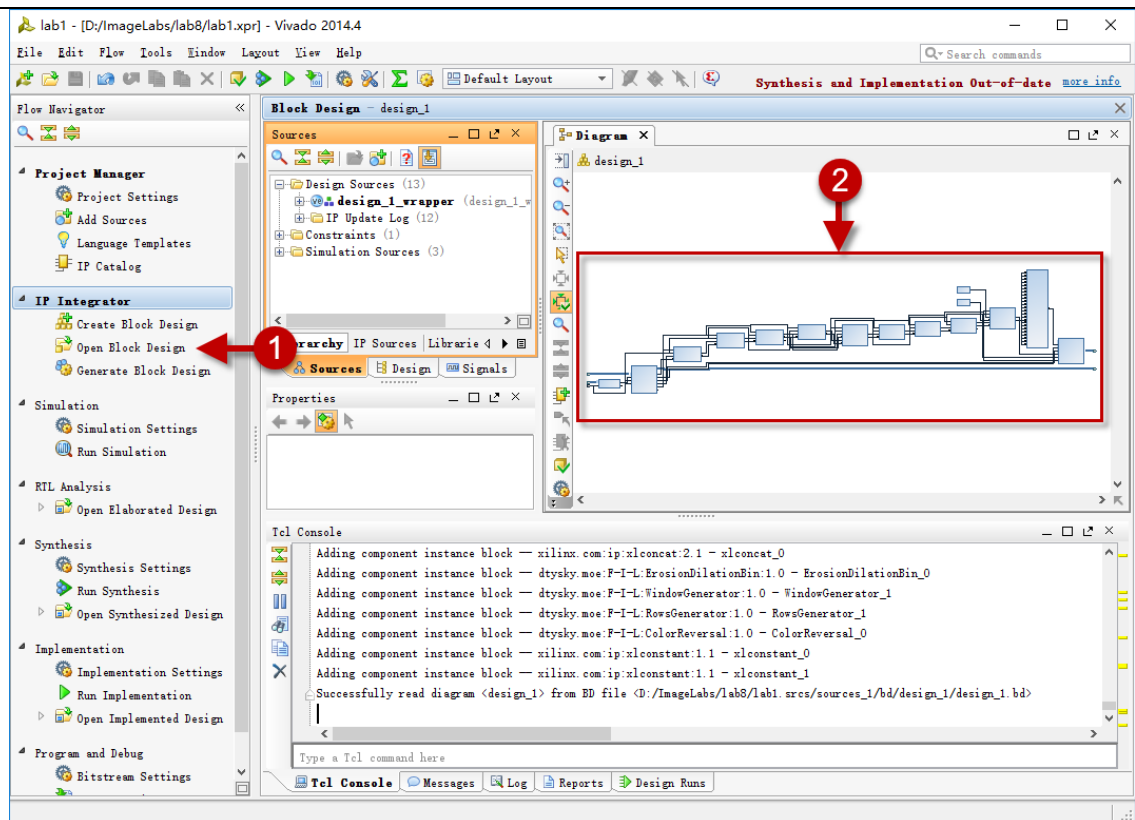 lab1 - [D:/ImageLabs/lab8/lab1.xpr] - Vivado 2014.4
File Edit Flow Tools Window Layout View Help
Search commands
Default Layout
Synthesis and Implementation Out-of-date more info
Flow Navigator
Project Manager
Project Settings
Add Sources
Language Templates
IP Catalog
IP Integrator
Create Block Design
Open Block Design
Generate Block Design
Simulation
Simulation Settings
Run Simulation
RTL Analysis
Open Elaborated Design
Synthesis
Synthesis Settings
Run Synthesis
Open Synthesized Design
Implementation
Implementation Settings
Run Implementation
Open Implemented Design
Program and Debug
Bitstream Settings
Block Design - design_1
Sources
Design Sources (13)
design_1_wrapper (design_1_w
IP Update Log (12)
Constraints (1)
Simulation Sources (3)
1
rarchy IP Sources Librarie
Sources Design Signals
Properties
Diagram
design_1
2
Tcl Console
Adding component instance block — xilinx.com:ip:xlconcat:2.1 - xlconcat_0
Adding component instance block — dtysky.moe:F-I-L:ErosionDilationBin:1.0 - ErosionDilationBin_0
Adding component instance block — dtysky.moe:F-I-L:WindowGenerator:1.0 - WindowGenerator_1
Adding component instance block — dtysky.moe:F-I-L:RowsGenerator:1.0 - RowsGenerator_1
Adding component instance block — dtysky.moe:F-I-L:ColorReversal:1.0 - ColorReversal_0
Adding component instance block — xilinx.com:ip:xlconstant:1.1 - xlconstant_0
Adding component instance block — xilinx.com:ip:xlconstant:1.1 - xlconstant_1
Successfully read diagram <design_1> from BD file <D:/ImageLabs/lab8/lab1.srcs/sources_1/bd/design_1/design_1.bd>
Type a Tcl command here
Tcl Console Messages Log Reports Design Runs